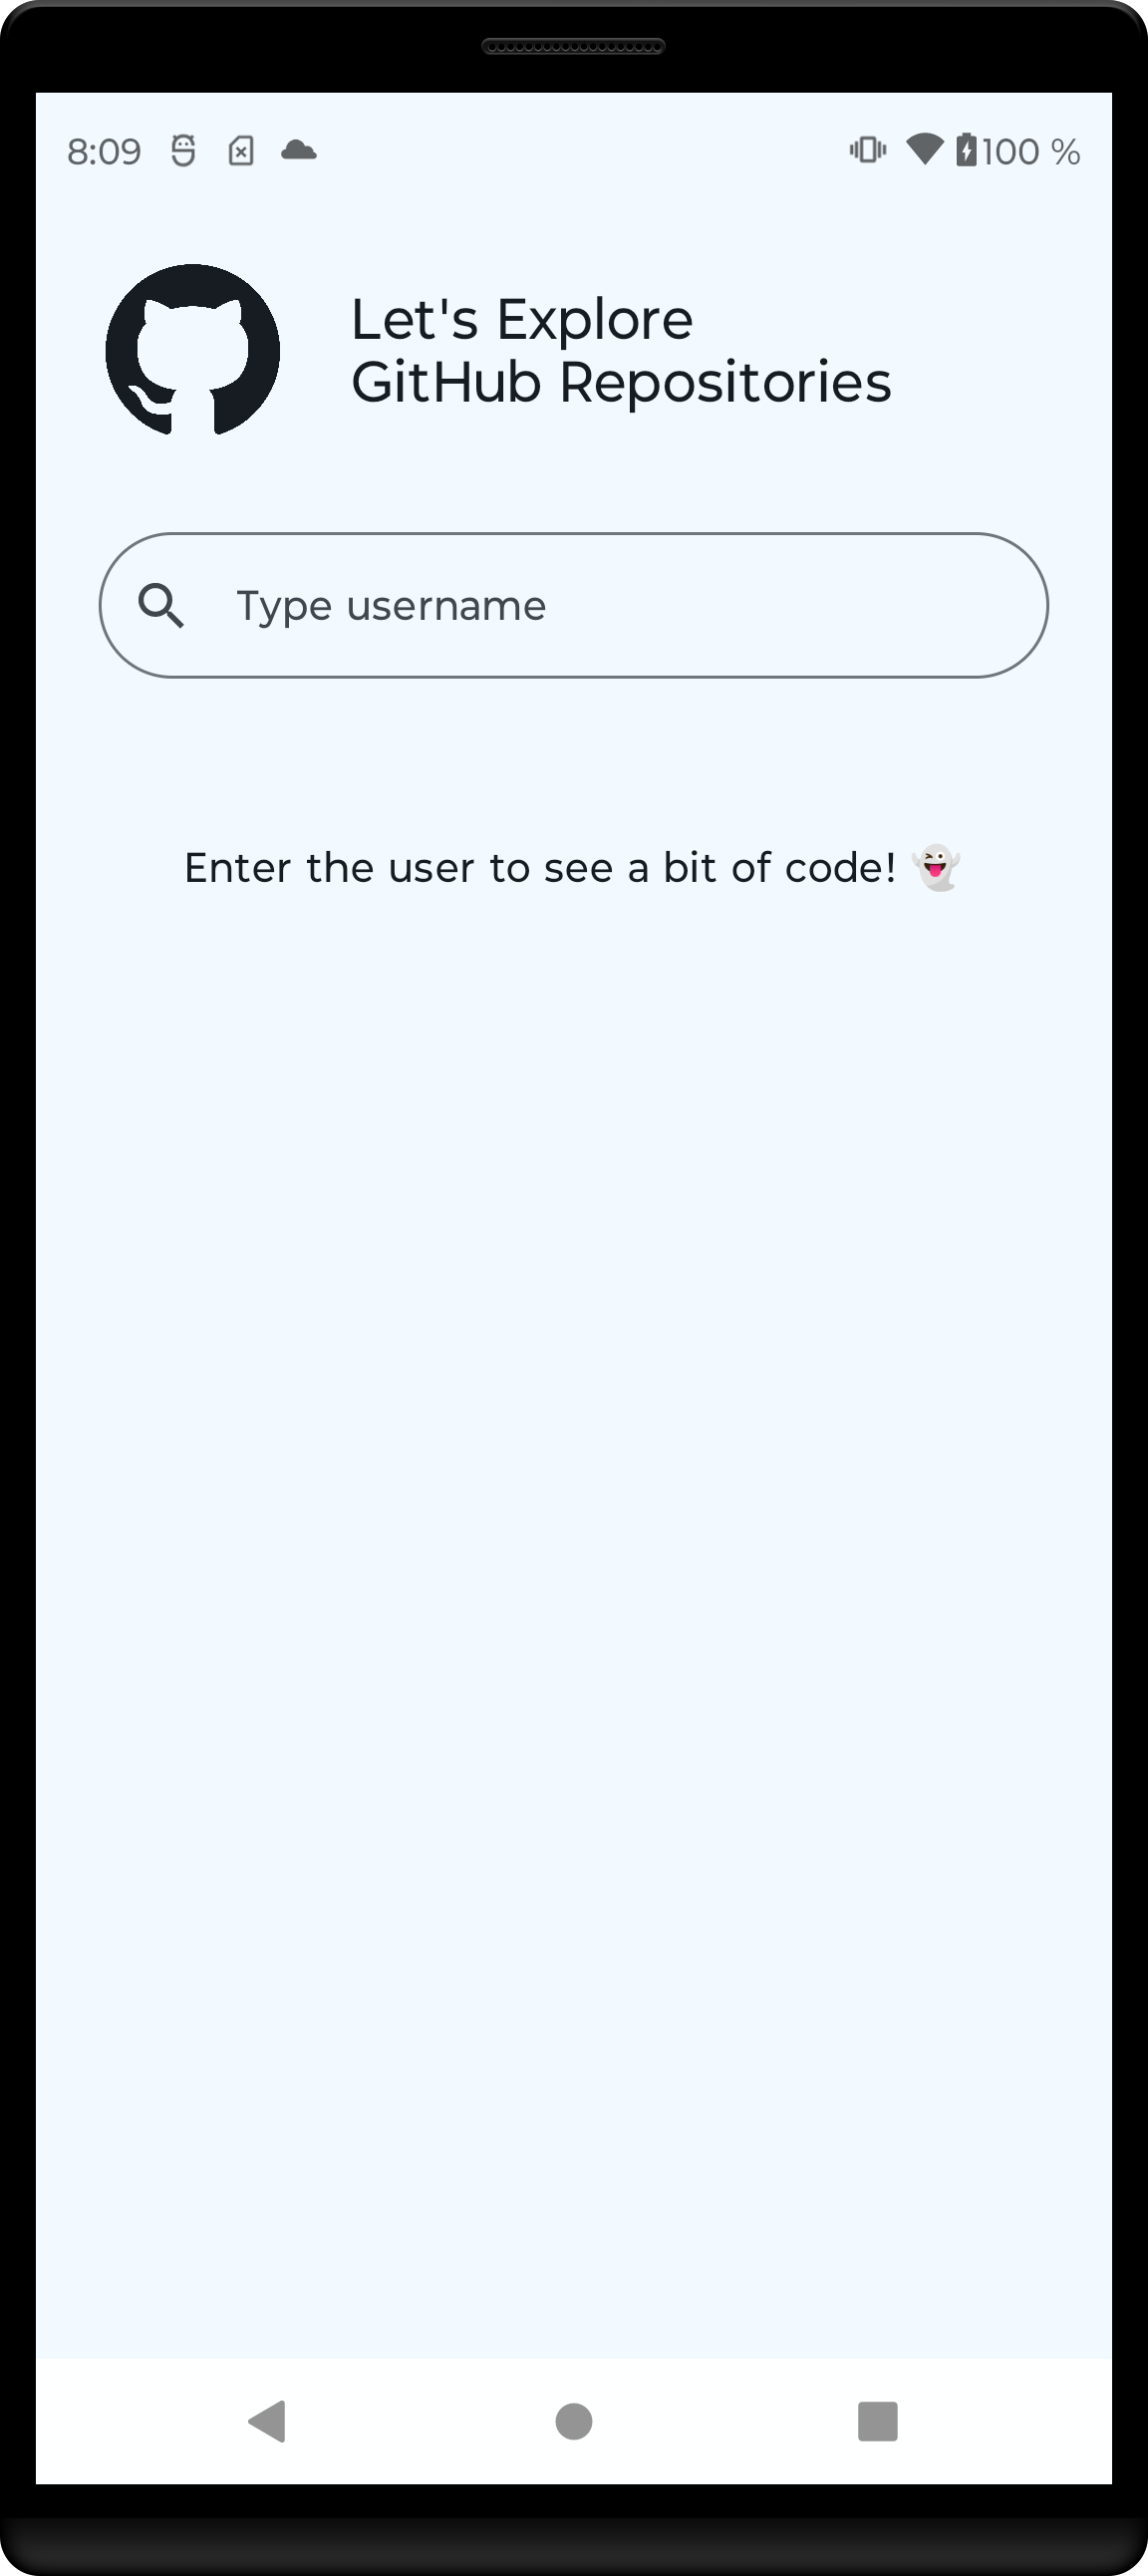 8:09 100 %
Let's Explore
GitHub Repositories
Type username
Enter the user to see a bit of code! 👻